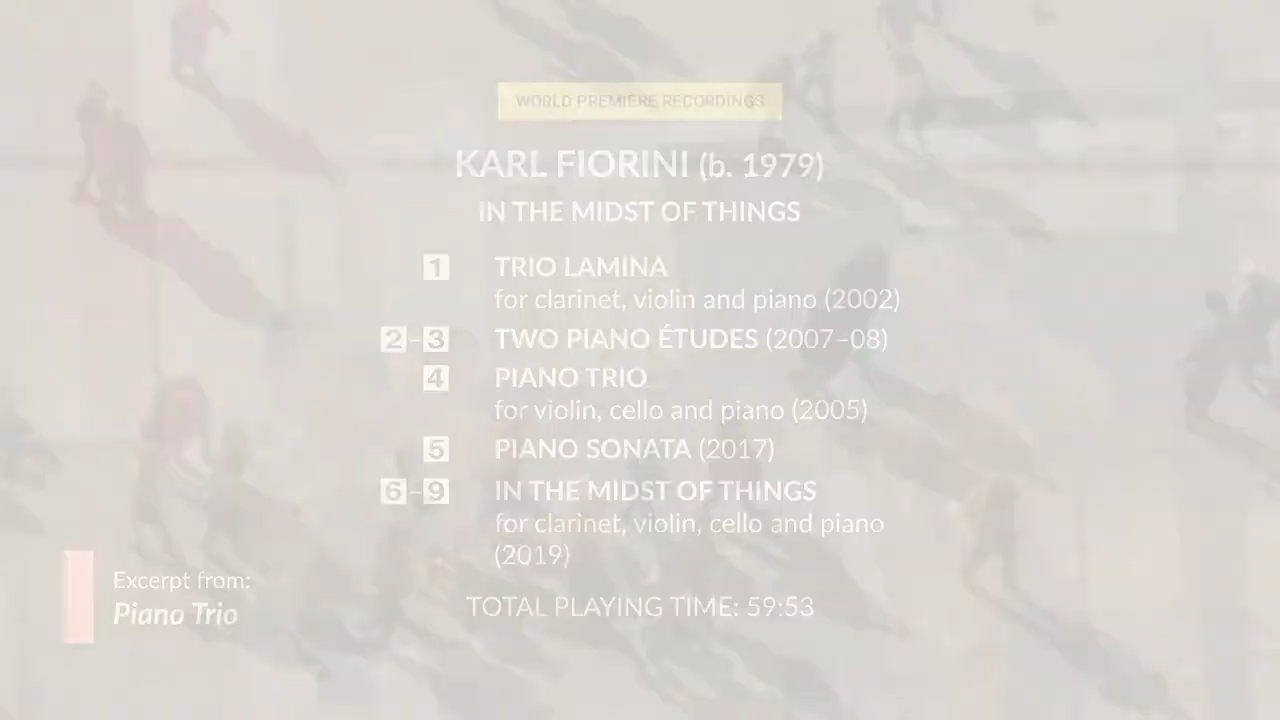 WORLD PREMIÈRE RECORDINGS
KARL FIORINI (b. 1979)
IN THE MIDST OF THINGS
1 TRIO LAMINA
for clarinet, violin and piano (2002)
2–3 TWO PIANO ÉTUDES (2007–08)
4 PIANO TRIO
for violin, cello and piano (2005)
5 PIANO SONATA (2017)
6–9 IN THE MIDST OF THINGS
for clarinet, violin, cello and piano
(2019)
TOTAL PLAYING TIME: 59:53
Excerpt from:
Piano Trio